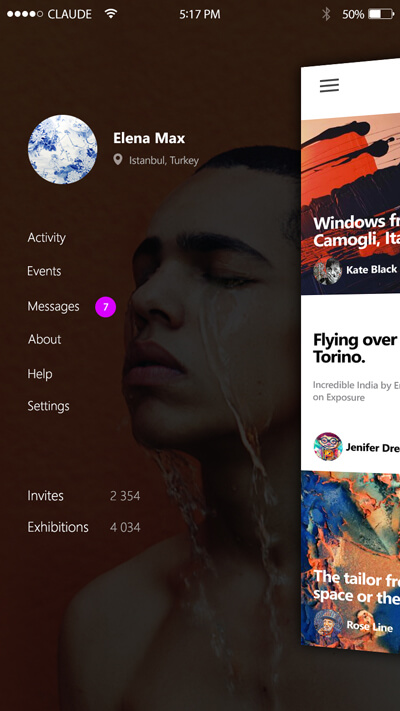 CLAUDE
5:17 PM
50%
Elena Max
Istanbul, Turkey
Activity
Events
Messages 7
About
Help
Settings
Invites 2 354
Exhibitions 4 034
Windows fr
Camogli, Ita
Kate Black
Flying over
Torino.
Incredible India by Er
on Exposure
Jenifer Dre
The tailor fro
space or the
Rose Line